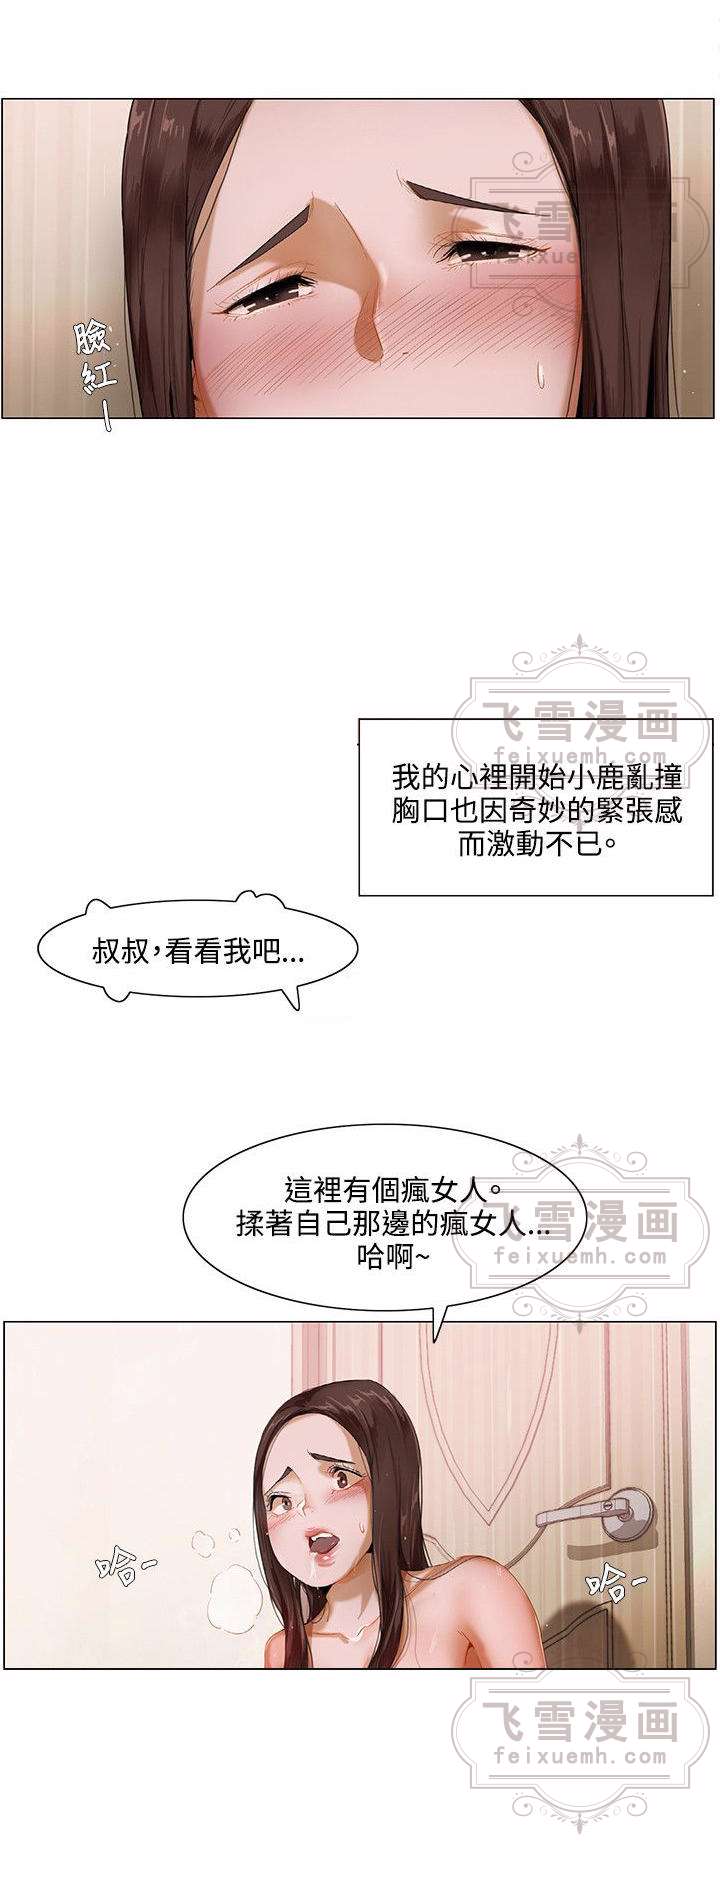 飞雪漫画
feixuemh.com
臉紅-
飞雪漫画
feixuemh.com
我的心裡開始小鹿亂撞
胸口也因奇妙的緊張感
而激動不已。
叔叔，看看我吧...
這裡有個瘋女人。
揉著自己那邊的瘋女人...
哈啊~
飞雪漫画
feixuemh.com
哈-
哈-
飞雪漫画
feixuemh.com